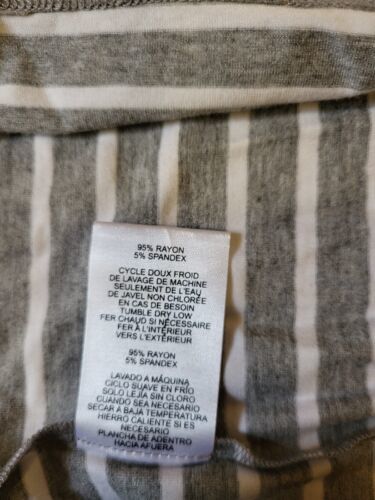 95% RAYON
5% SPANDEX
CYCLE DOUX FROID
DE LAVAGE DE MACHINE
SEULEMENT DE L'EAU
DE JAVEL NON CHLORÉE
EN CAS DE BESOIN
TUMBLE DRY LOW
FER CHAUD SI NÉCESSAIRE
FER À L'INTÉRIEUR
VERS L'EXTÉRIEUR
95% RAYON
5% SPANDEX
LAVADO A MÁQUINA
CICLO SUAVE EN FRÍO
SOLO LEJÍA SIN CLORO
CUANDO SEA NECESARIO
SECAR A BAJA TEMPERATURA
HIERRO CALIENTE SI ES
NECESARIO
PLANCHA DE ADENTRO
HACIA AFUERA